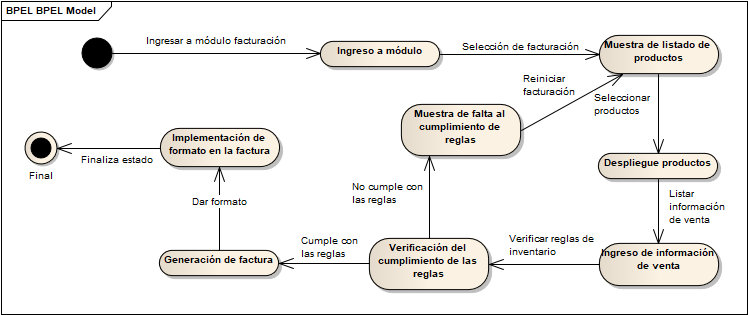 BPEL BPEL Model
Ingresar a módulo facturación
Ingreso a módulo
Selección de facturación
Muestra de listado de
productos
Reiniciar
facturación
Seleccionar
productos
Muestra de falta al
cumplimiento de
reglas
Implementación de
formato en la factura
Finaliza estado
Final
Despliegue productos
No cumple con
las reglas
Dar formato
Listar
información
de venta
Cumple con
las reglas
Verificar reglas de
inventario
Generación de factura
Verificación del
cumplimiento de las
reglas
Ingreso de información
de venta